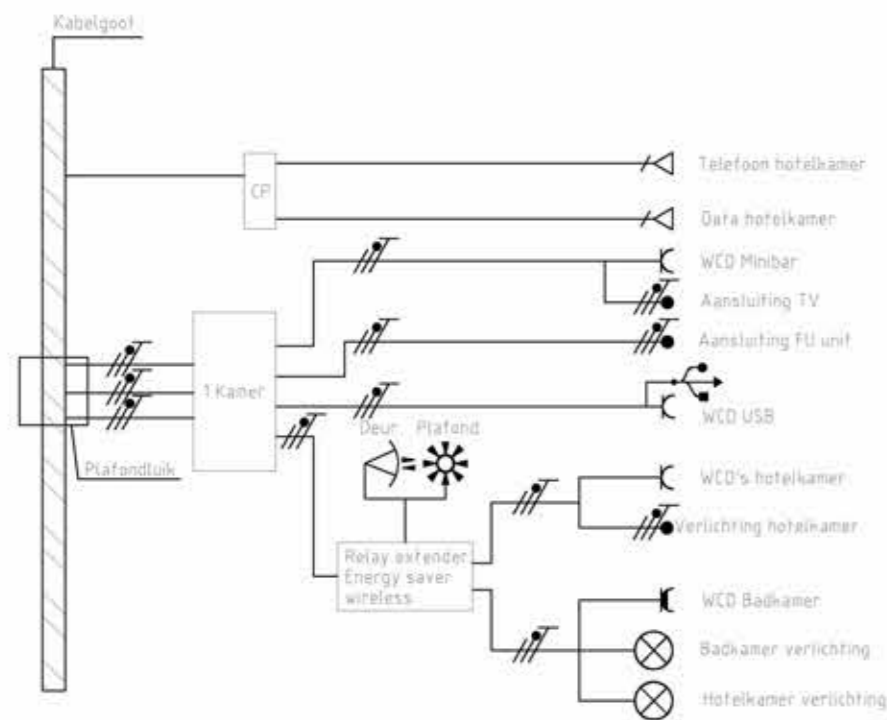 Kabelgoot
CP
Telefoon hotelkamer
Data hotelkamer
WCD Minibar
Aansluiting TV
Aansluiting FU unit
1 Kamer
WCD USB
Deur
Plafond
Plafondluik
WCD's hotelkamer
Verlichting hotelkamer
Relay extender
Energy saver
wireless
WCD Badkamer
Badkamer verlichting
Hotelkamer verlichting